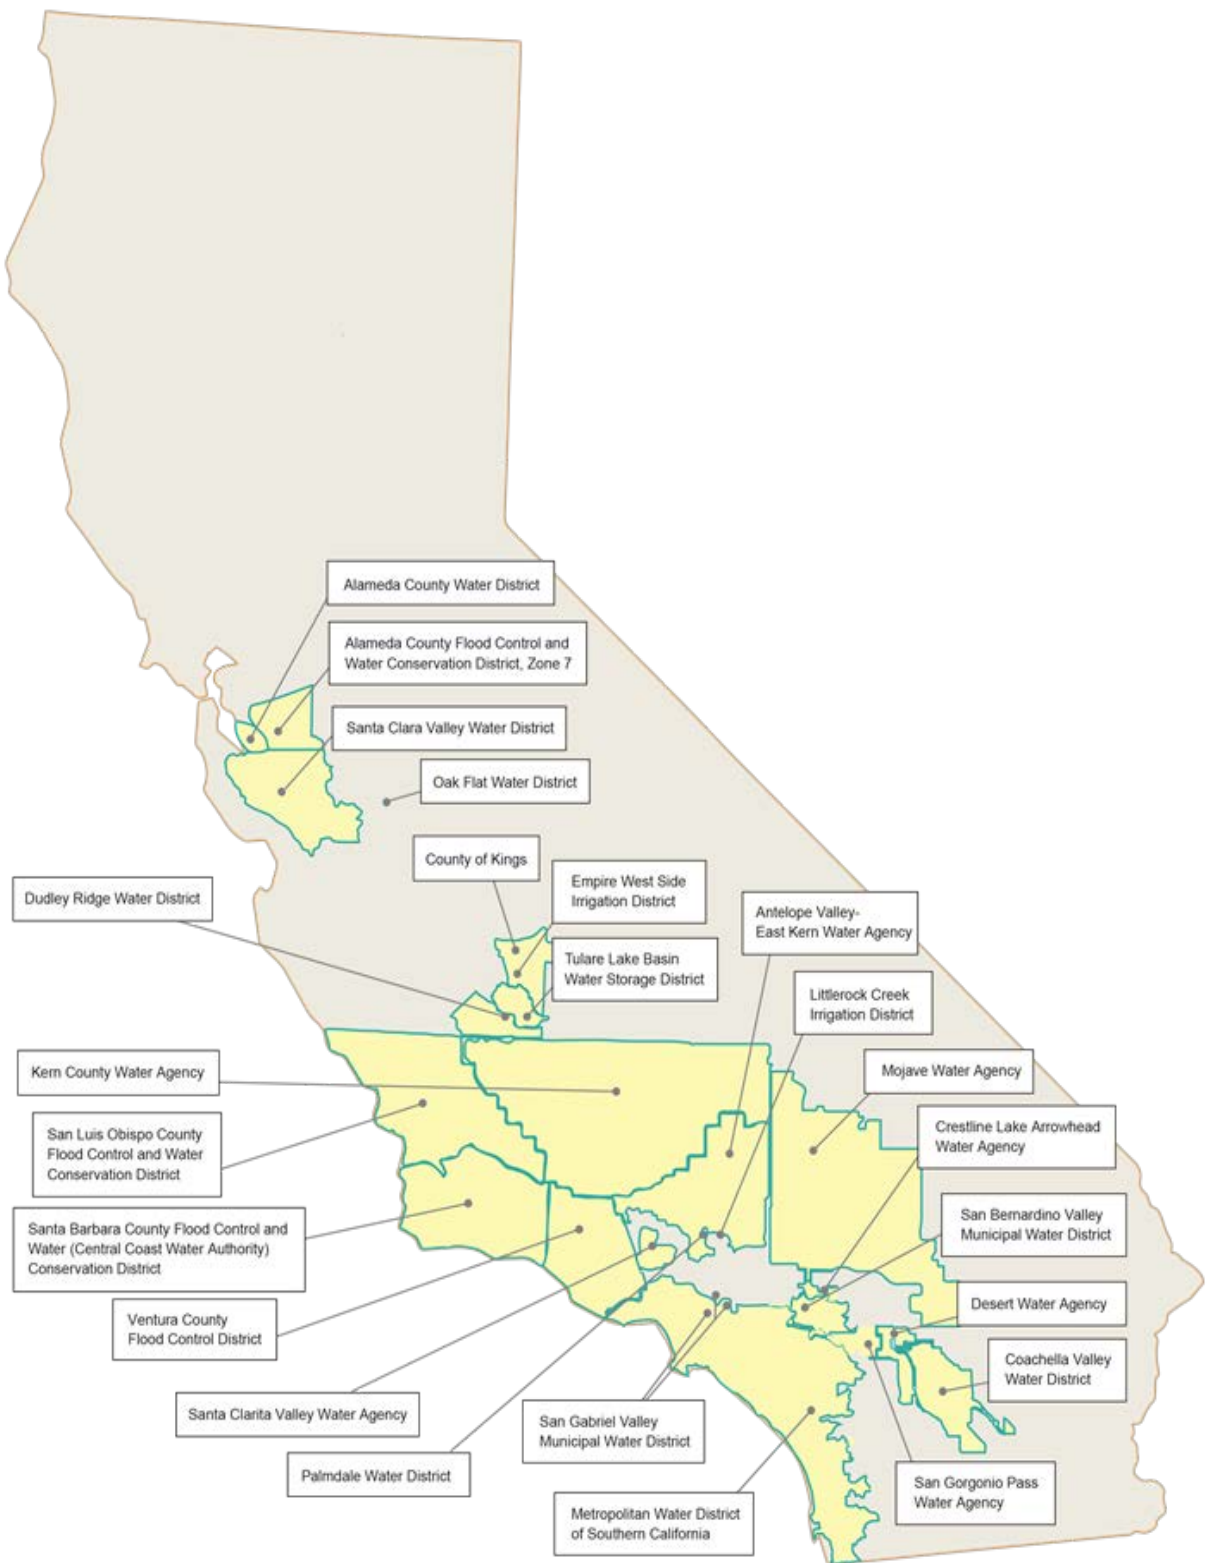 Alameda County Water District
Alameda County Flood Control and
Water Conservation District, Zone 7
Santa Clara Valley Water District
Oak Flat Water District
County of Kings
Empire West Side
Irrigation District
Dudley Ridge Water District
Antelope Valley-
East Kern Water Agency
Tulare Lake Basin
Water Storage District
Littlerock Creek
Irrigation District
Kern County Water Agency
Mojave Water Agency
San Luis Obispo County
Flood Control and Water
Conservation District
Crestline Lake Arrowhead
Water Agency
Santa Barbara County Flood Control and
Water (Central Coast Water Authority)
Conservation District
San Bernardino Valley
Municipal Water District
Desert Water Agency
Ventura County
Flood Control District
Coachella Valley
Water District
Santa Clarita Valley Water Agency
San Gabriel Valley
Municipal Water District
Palmdale Water District
San Gorgonio Pass
Water Agency
Metropolitan Water District
of Southern California